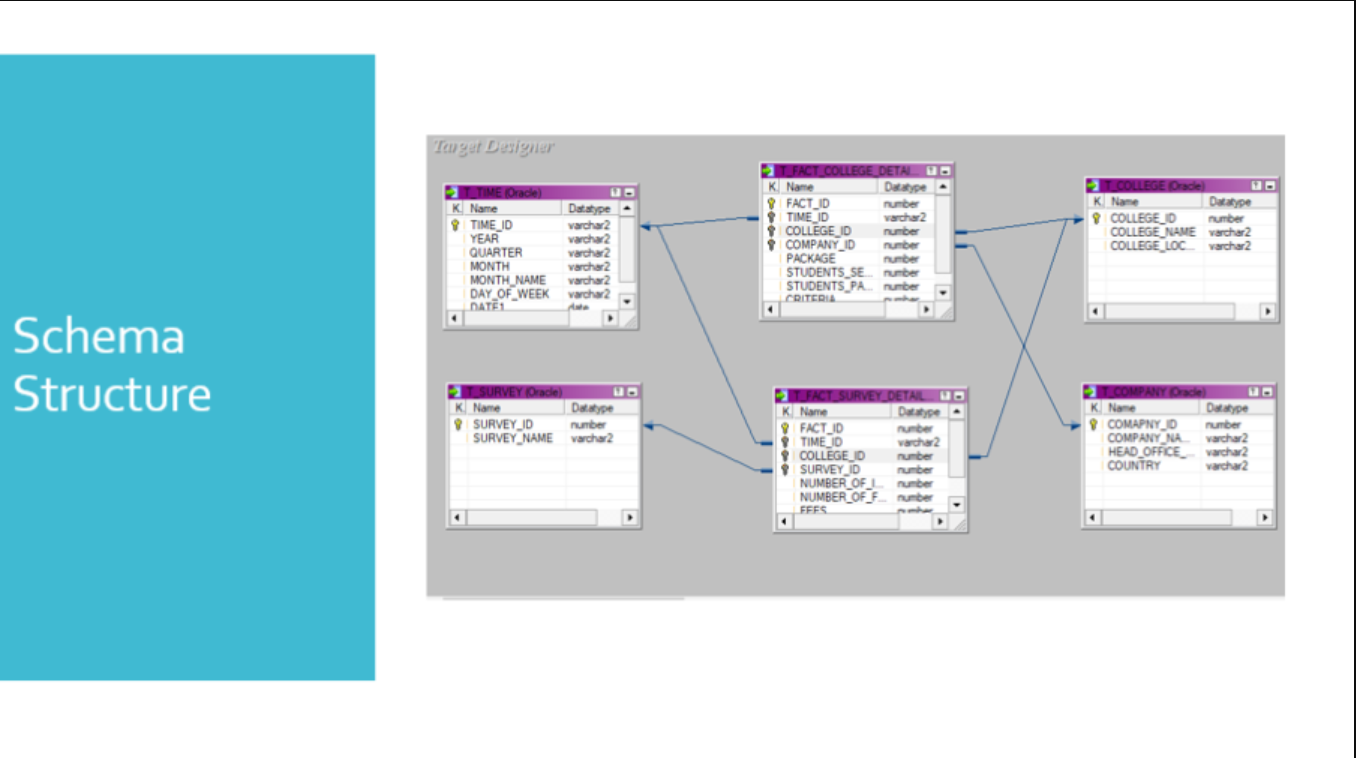 Schema
Structure
Target Designer
T_TIME (Oracle)
K. Name Datatype
TIME_ID varchar2
YEAR varchar2
QUARTER varchar2
MONTH varchar2
MONTH_NAME varchar2
DAY_OF_WEEK varchar2
DATE1 date
T_FACT_COLLEGE_DETAI...
K. Name Datatype
FACT_ID number
TIME_ID varchar2
COLLEGE_ID number
COMPANY_ID number
PACKAGE number
STUDENTS_SE... number
STUDENTS_PA... number
CRITERIA number
T_COLLEGE (Oracle)
K. Name Datatype
COLLEGE_ID number
COLLEGE_NAME varchar2
COLLEGE_LOC... varchar2
T_SURVEY (Oracle)
K. Name Datatype
SURVEY_ID number
SURVEY_NAME varchar2
T_FACT_SURVEY_DETAIL...
K. Name Datatype
FACT_ID number
TIME_ID varchar2
COLLEGE_ID number
SURVEY_ID number
NUMBER_OF_I... number
NUMBER_OF_F... number
FEES number
T_COMPANY (Oracle)
K. Name Datatype
COMAPNY_ID number
COMPANY_NA... varchar2
HEAD_OFFICE_... varchar2
COUNTRY varchar2